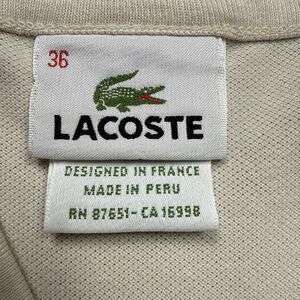 36
LACOSTE
DESIGNED IN FRANCE
MADE IN PERU
RN 87651 - CA 16998